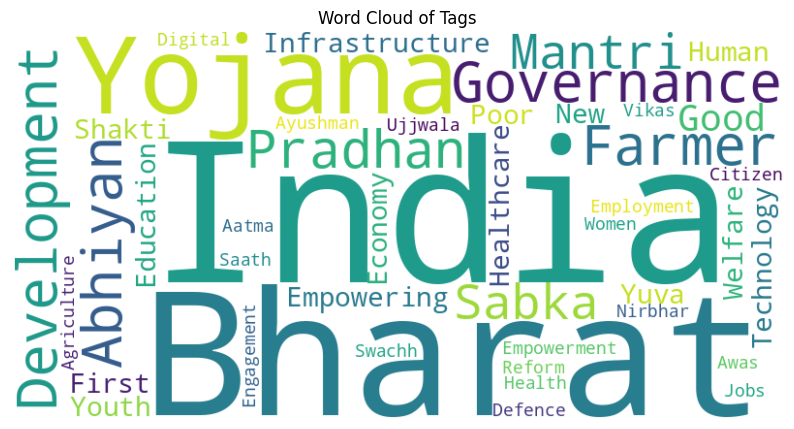 Word Cloud of Tags
Digital
Infrastructure
Yojana
Mantri
Human
Governance
Development
Shakti
Ayushman
Ujjwala
Poor
New
Vikas
Good
Abhiyan
Education
Pradhan
Healthcare
Farmer
Citizen
India
Aatma
Saath
Economy
Employment
Women
Welfare
Technology
Agriculture
Empowering
Sabka
Yuva
Nirbhar
Bharat
Engagement
Swachh
Empowerment
Reform
Health
Awas
Jobs
First
Youth
Defence